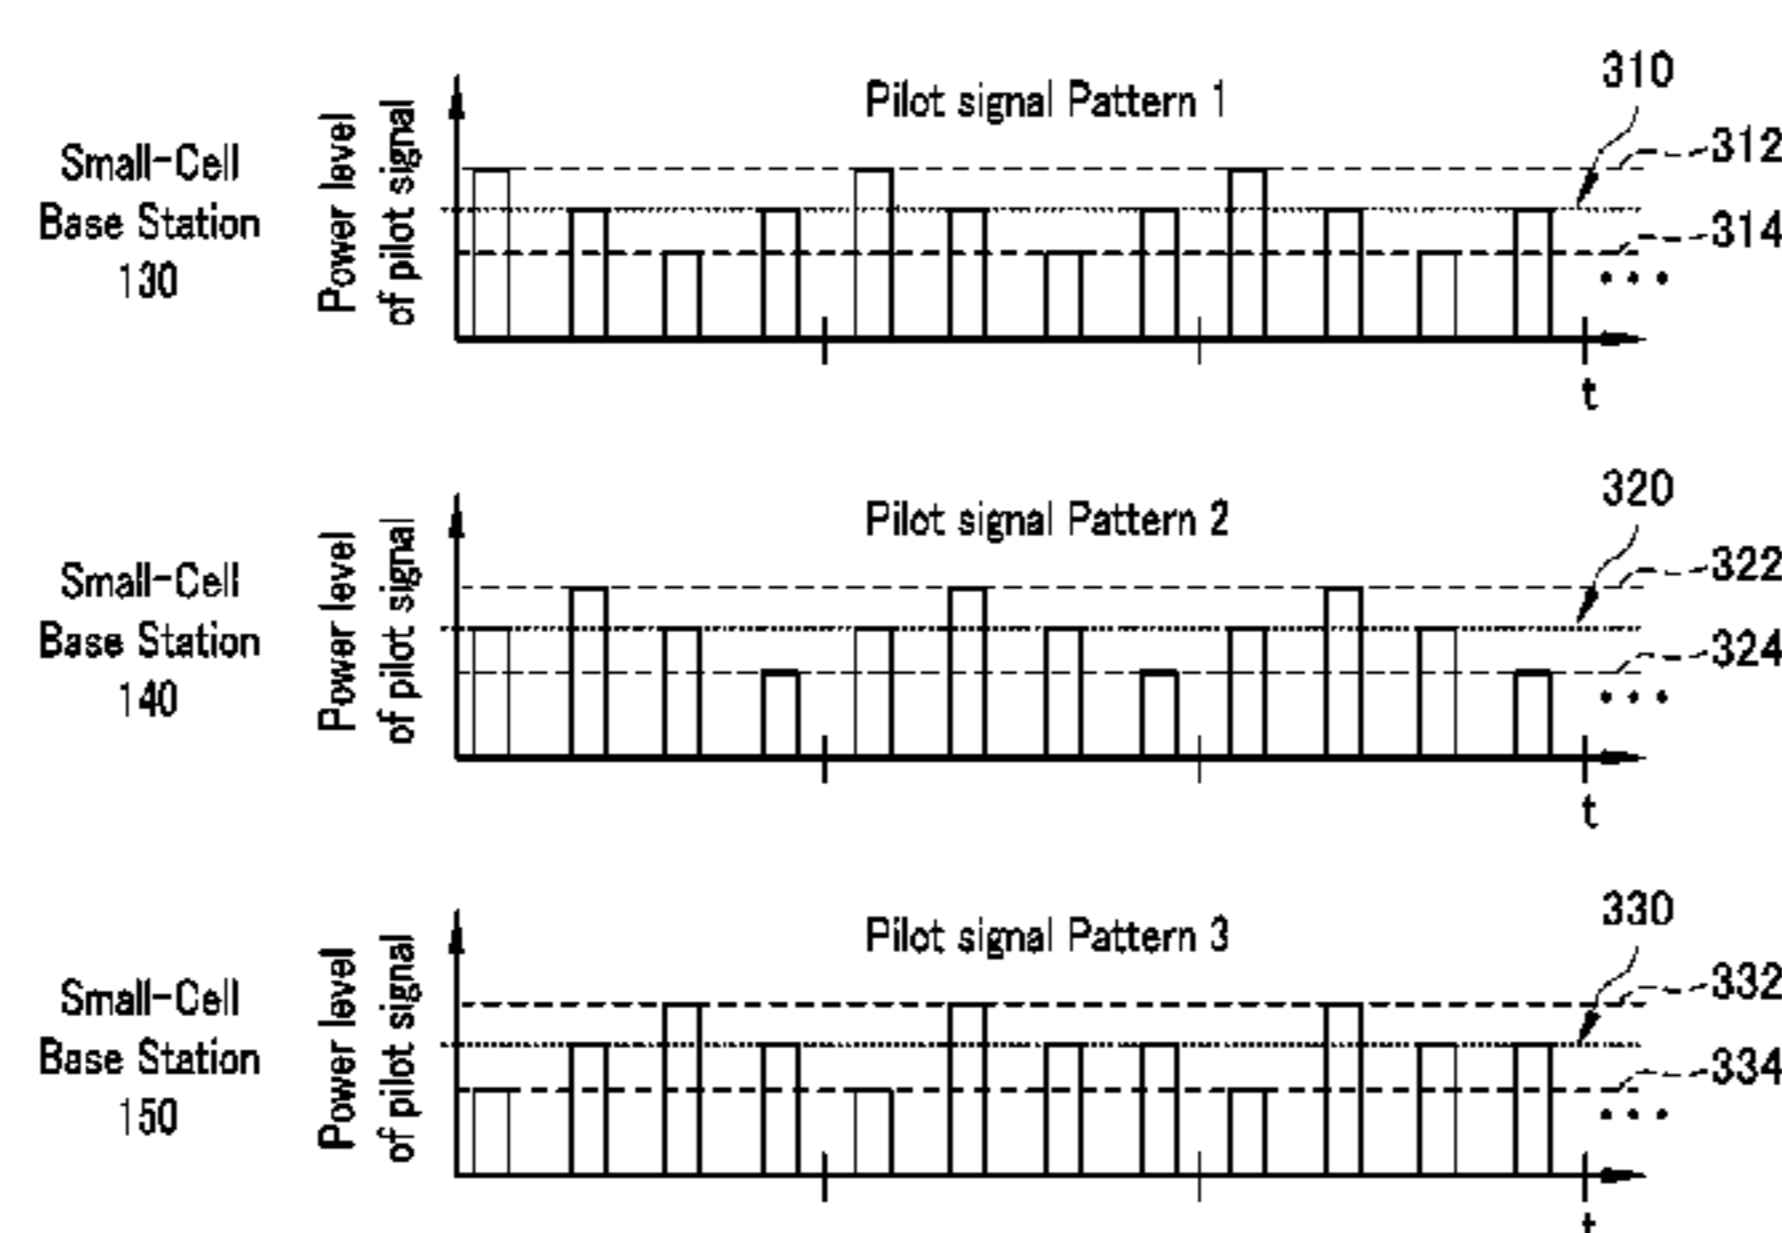 Pilot signal Pattern 1
310
312
314
Small-Cell
Base Station
130
Power level
of pilot signal
t
Pilot signal Pattern 2
320
322
324
Small-Cell
Base Station
140
Power level
of pilot signal
t
Pilot signal Pattern 3
330
332
334
Small-Cell
Base Station
150
Power level
of pilot signal
t